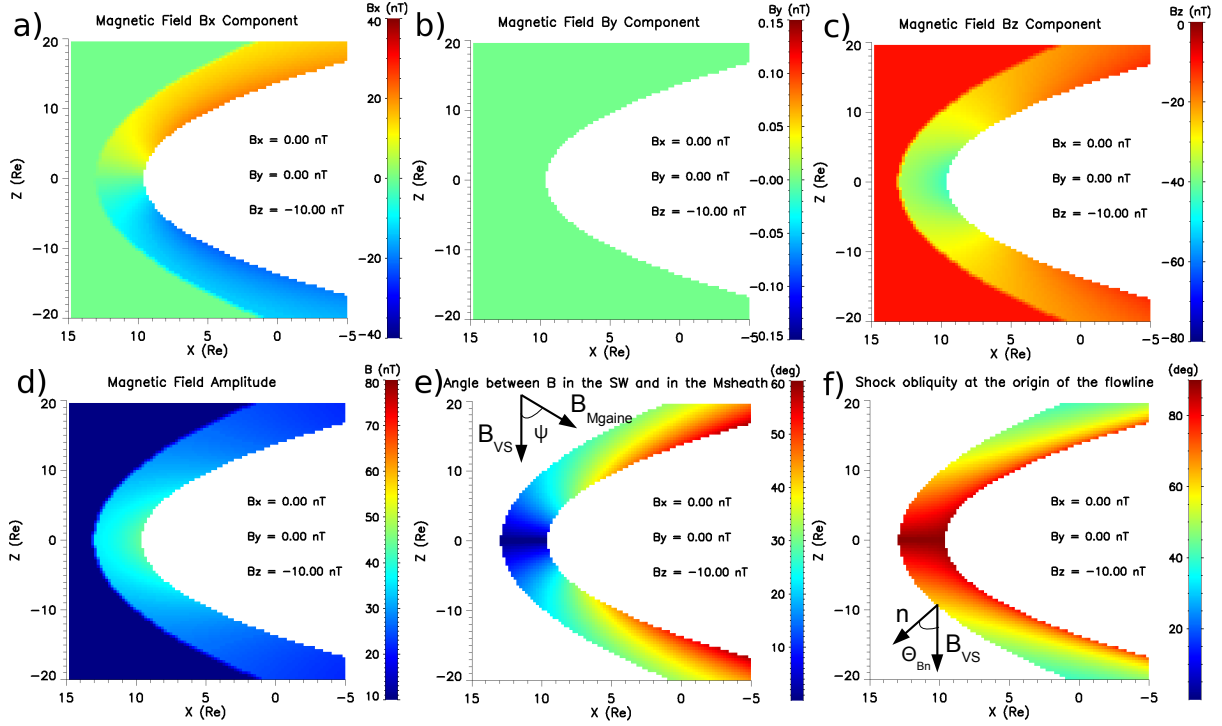 a)
Magnetic Field Bx Component
Bx (nT)
40
20
0
-20
-40
20
10
0
-10
-20
Z (Re)
Bx = 0.00 nT
By = 0.00 nT
Bz = -10.00 nT
15 10 5 0 -5
X (Re)
b)
Magnetic Field By Component
By (nT)
0.15
0.10
0.05
-0.00
-0.05
-0.10
-0.15
20
10
0
-10
-20
Z (Re)
Bx = 0.00 nT
By = 0.00 nT
Bz = -10.00 nT
15 10 5 0 -5
X (Re)
c)
Magnetic Field Bz Component
Bz (nT)
0
-20
-40
-60
-80
20
10
0
-10
-20
Z (Re)
Bx = 0.00 nT
By = 0.00 nT
Bz = -10.00 nT
15 10 5 0 -5
X (Re)
d)
Magnetic Field Amplitude
B (nT)
80
70
60
50
40
30
20
10
20
10
0
-10
-20
Z (Re)
Bx = 0.00 nT
By = 0.00 nT
Bz = -10.00 nT
15 10 5 0 -5
X (Re)
e)
Angle between B in the SW and in the Msheath
(deg)
60
50
40
30
20
10
20
10
0
-10
-20
Z (Re)
B VS
ψ
B Mgaine
Bx = 0.00 nT
By = 0.00 nT
Bz = -10.00 nT
15 10 5 0 -5
X (Re)
f)
Shock obliquity at the origin of the flowline
(deg)
80
60
40
20
20
10
0
-10
-20
Z (Re)
Bx = 0.00 nT
By = 0.00 nT
Bz = -10.00 nT
n
Θ Bn
B VS
15 10 5 0 -5
X (Re)